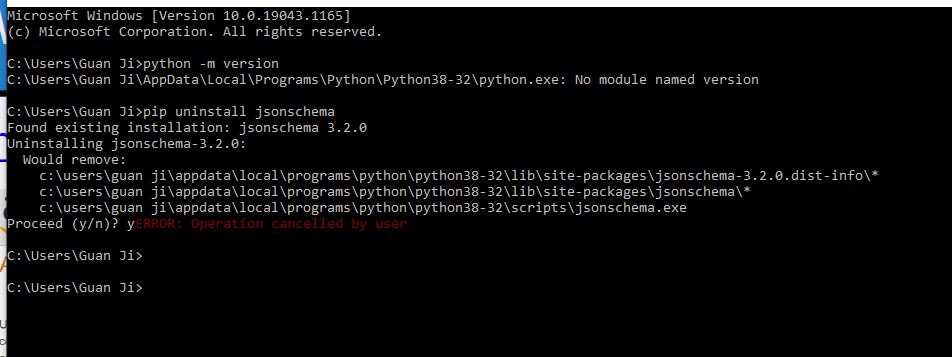 Microsoft Windows [Version 10.0.19043.1165]
(c) Microsoft Corporation. All rights reserved.
C:\Users\Guan Ji>python -m version
C:\Users\Guan Ji\AppData\Local\Programs\Python\Python38-32\python.exe: No module named version
C:\Users\Guan Ji>pip uninstall jsonschema
Found existing installation: jsonschema 3.2.0
Uninstalling jsonschema-3.2.0:
  Would remove:
    c:\users\guan ji\appdata\local\programs\python\python38-32\lib\site-packages\jsonschema-3.2.0.dist-info\*
    c:\users\guan ji\appdata\local\programs\python\python38-32\lib\site-packages\jsonschema\*
    c:\users\guan ji\appdata\local\programs\python\python38-32\scripts\jsonschema.exe
Proceed (y/n)? yERROR: Operation cancelled by user
C:\Users\Guan Ji>
C:\Users\Guan Ji>